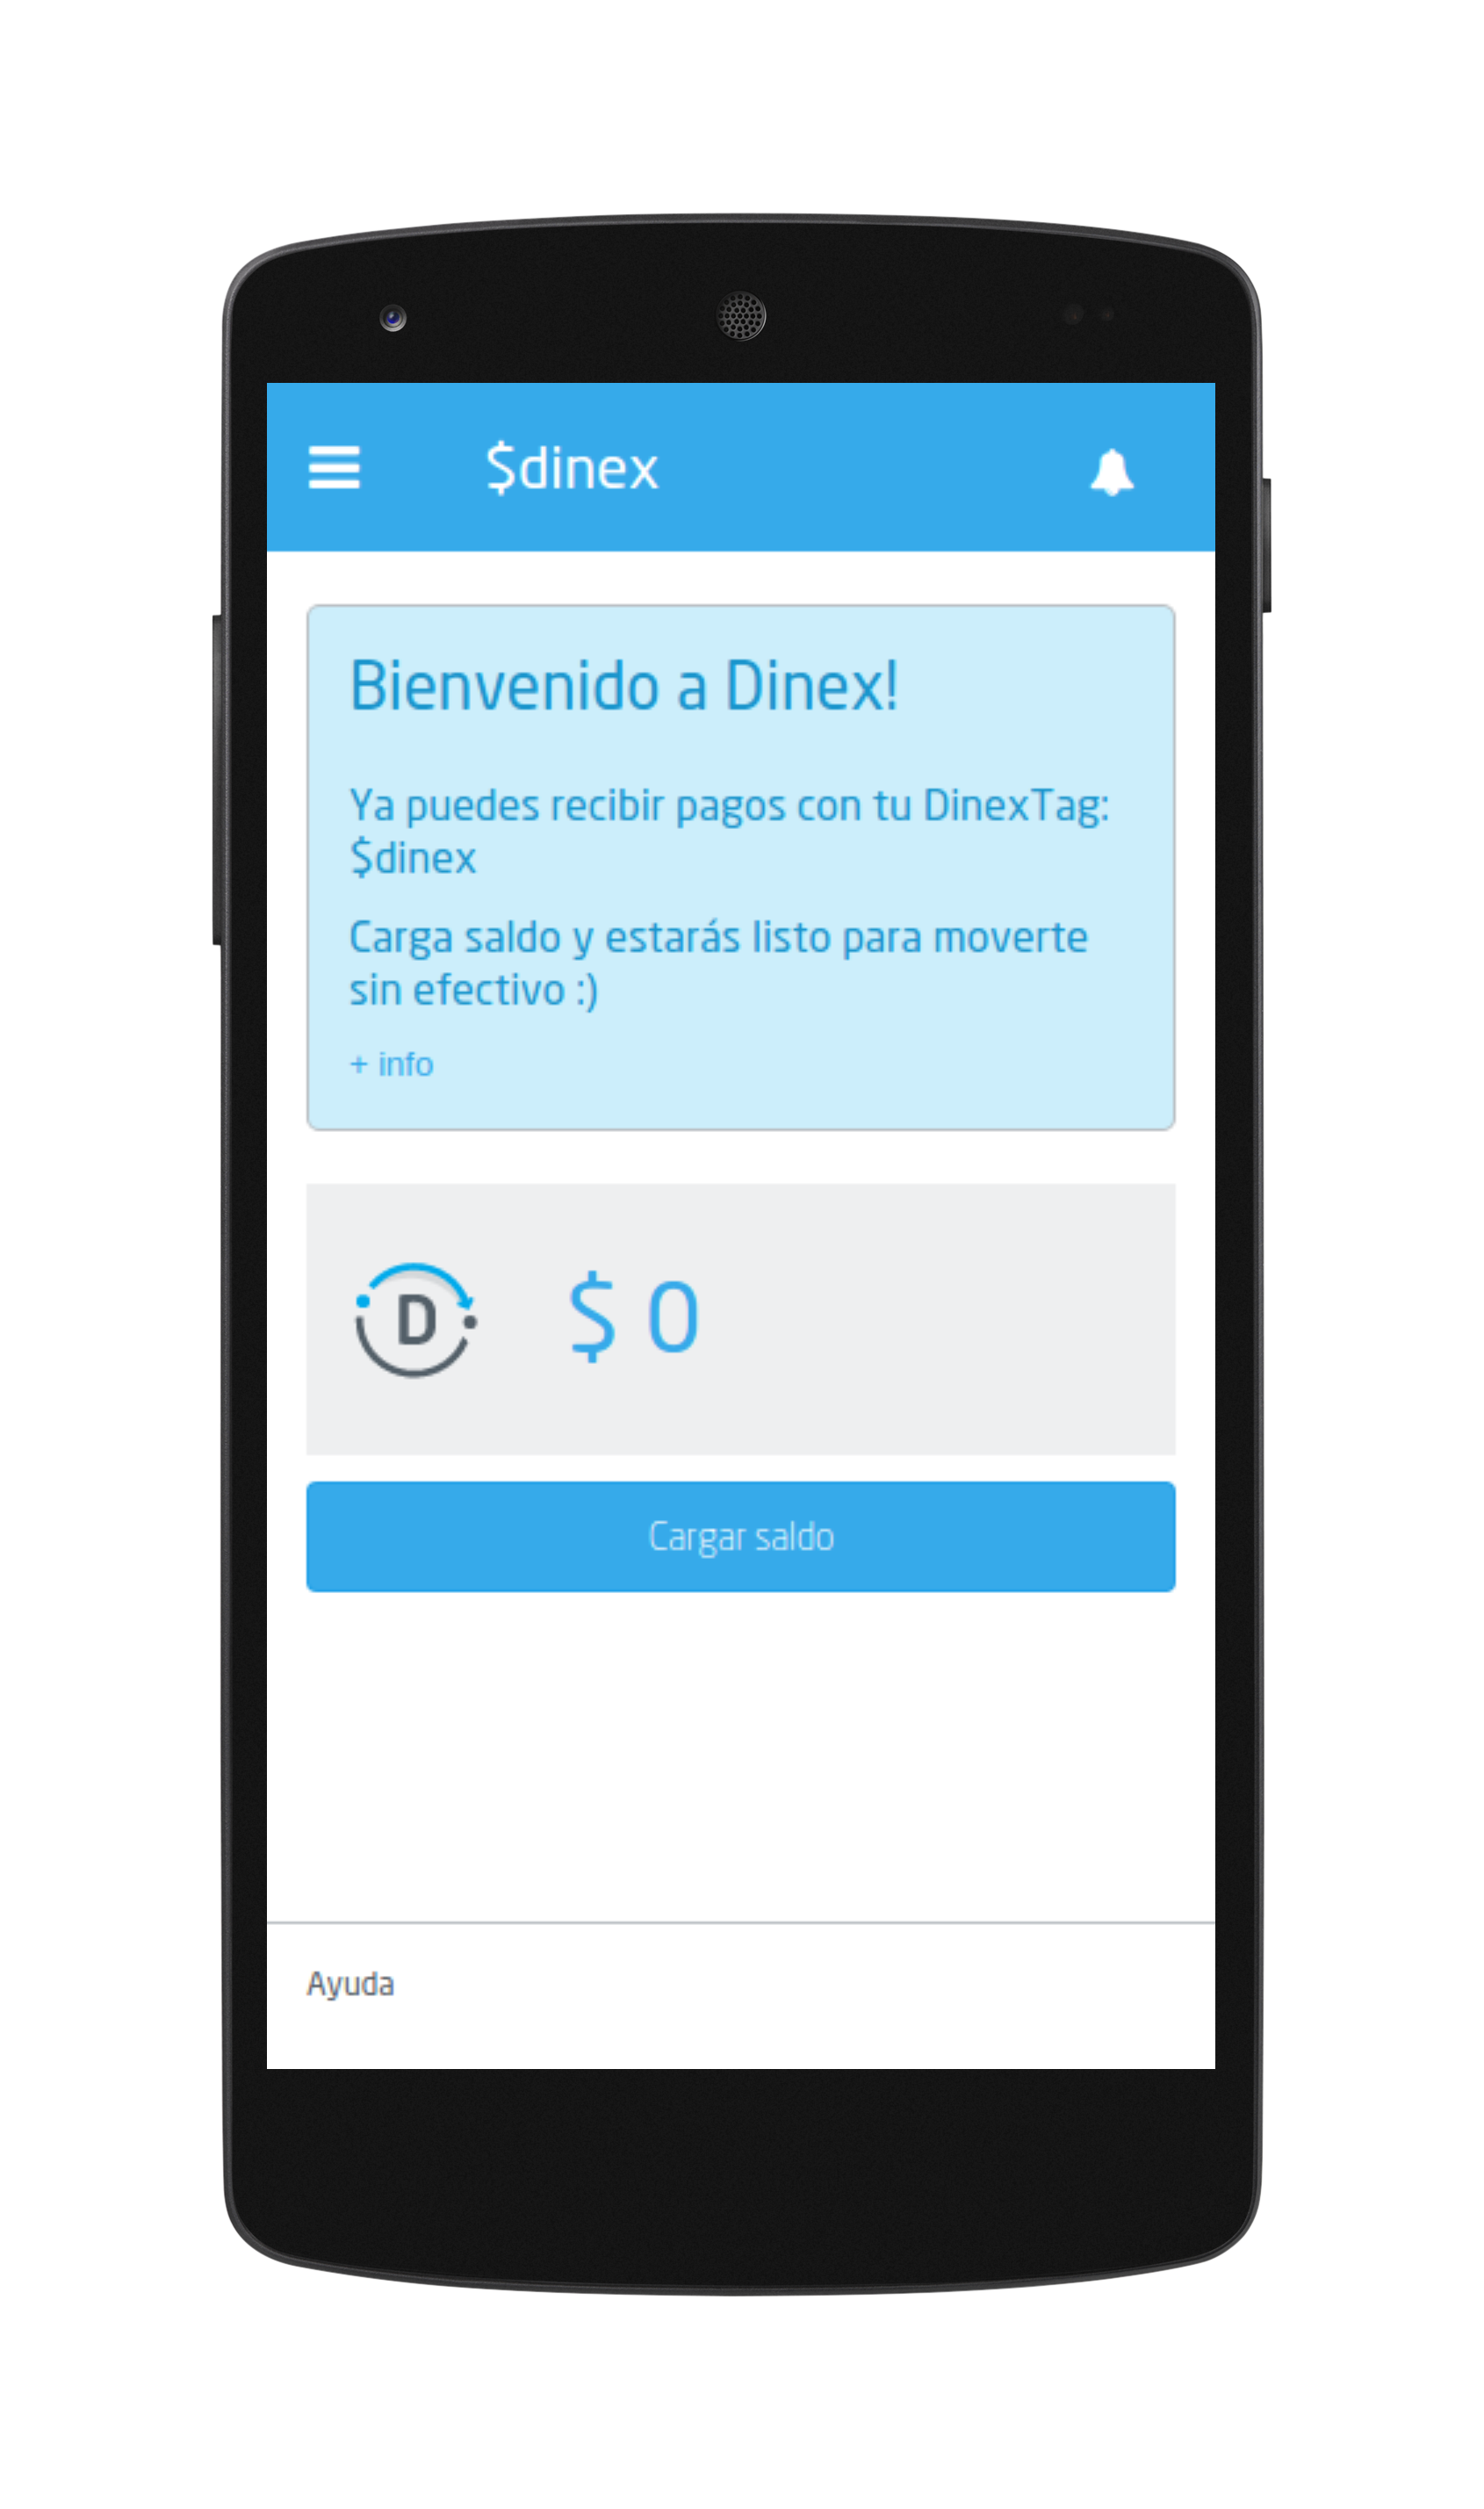 $dinex
Bienvenido a Dinex!
Ya puedes recibir pagos con tu DinexTag:
$dinex
Carga saldo y estarás listo para moverte
sin efectivo :)
+ info
D
$ 0
Cargar saldo
Ayuda